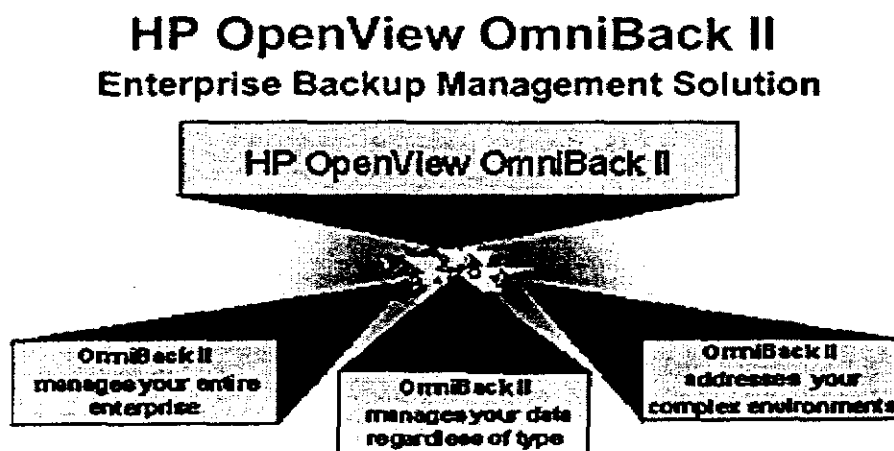 HP OpenView OmniBack II
Enterprise Backup Management Solution
HP OpenView OmniBack II
OmniBack II
manages your entire
enterprise
OmniBack II
manages your data
regardless of type
OmniBack II
addresses your
complex environments